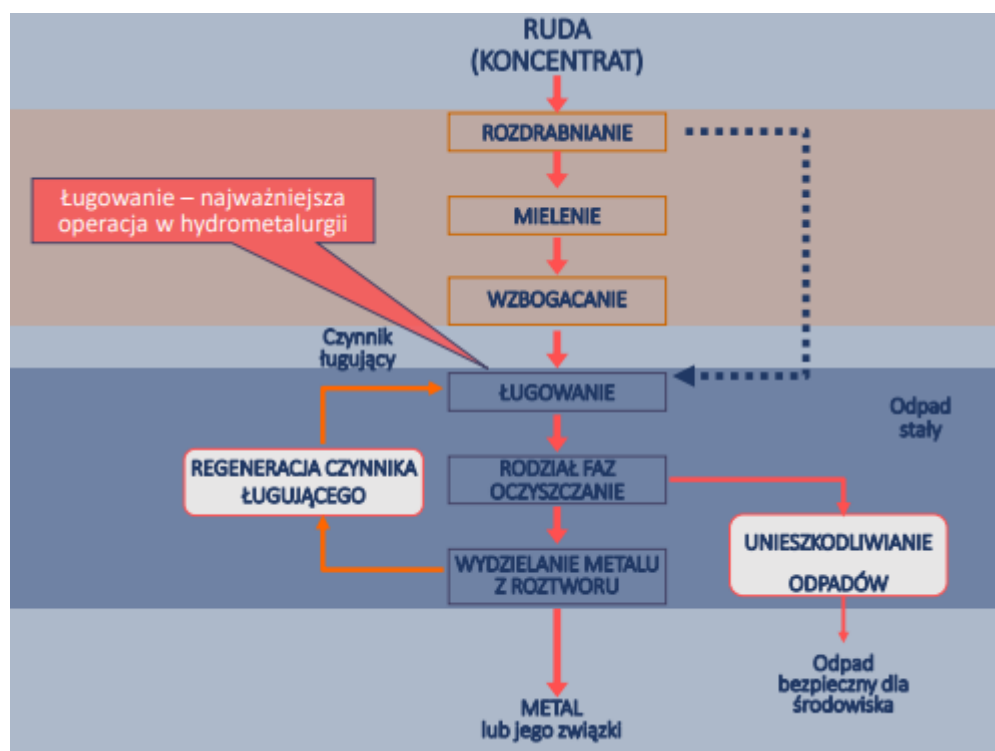 RUDA
(KONCENTRAT)
ROZDRABNIANIE
Ługowanie – najważniejsza
operacja w hydrometalurgii
MIELENIE
WZBOGACANIE
Czynnik
ługujący
ŁUGOWANIE
Odpad
stały
REGENERACJA CZYNNIKA
ŁUGUJĄCEGO
RODZIAŁ FAZ
OCZYSZCZANIE
UNIESZKODLIWIANIE
ODPADÓW
WYDZIELANIE METALU
Z ROZTWORU
Odpad
bezpieczny dla
środowiska
METAL
lub jego związki